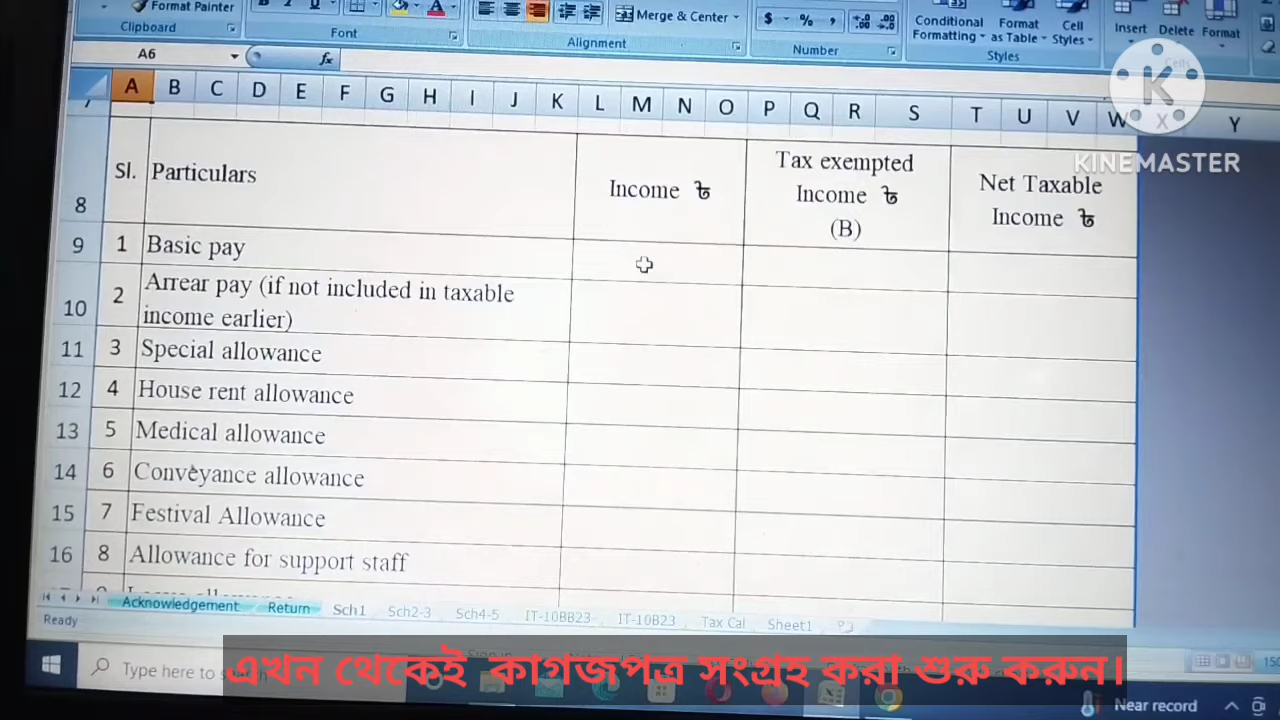 Format Painter
Merge & Center
$ % ,
Conditional Formatting
Format as Table
Cell Styles
Insert Delete Format
Clipboard
Font
Alignment
Number
Styles
Cells
A6
fx
A B C D E F G H I J K L M N O P Q R S T U V W Y
K
KINEMASTER
8 Sl. Particulars Income ৳ Tax exempted Income ৳ (B) Net Taxable Income ৳
9 1 Basic pay
10 2 Arrear pay (if not included in taxable
income earlier)
11 3 Special allowance
12 4 House rent allowance
13 5 Medical allowance
14 6 Conveyance allowance
15 7 Festival Allowance
16 8 Allowance for support staff
Acknowledgement Return Sch1 Sch2-3 Sch4-5 IT-10BB23 IT-10B23 Tax Cal Sheet1
Ready
এখন থেকেই কাগজপত্র সংগ্রহ করা শুরু করুন।
Type here to
Near record